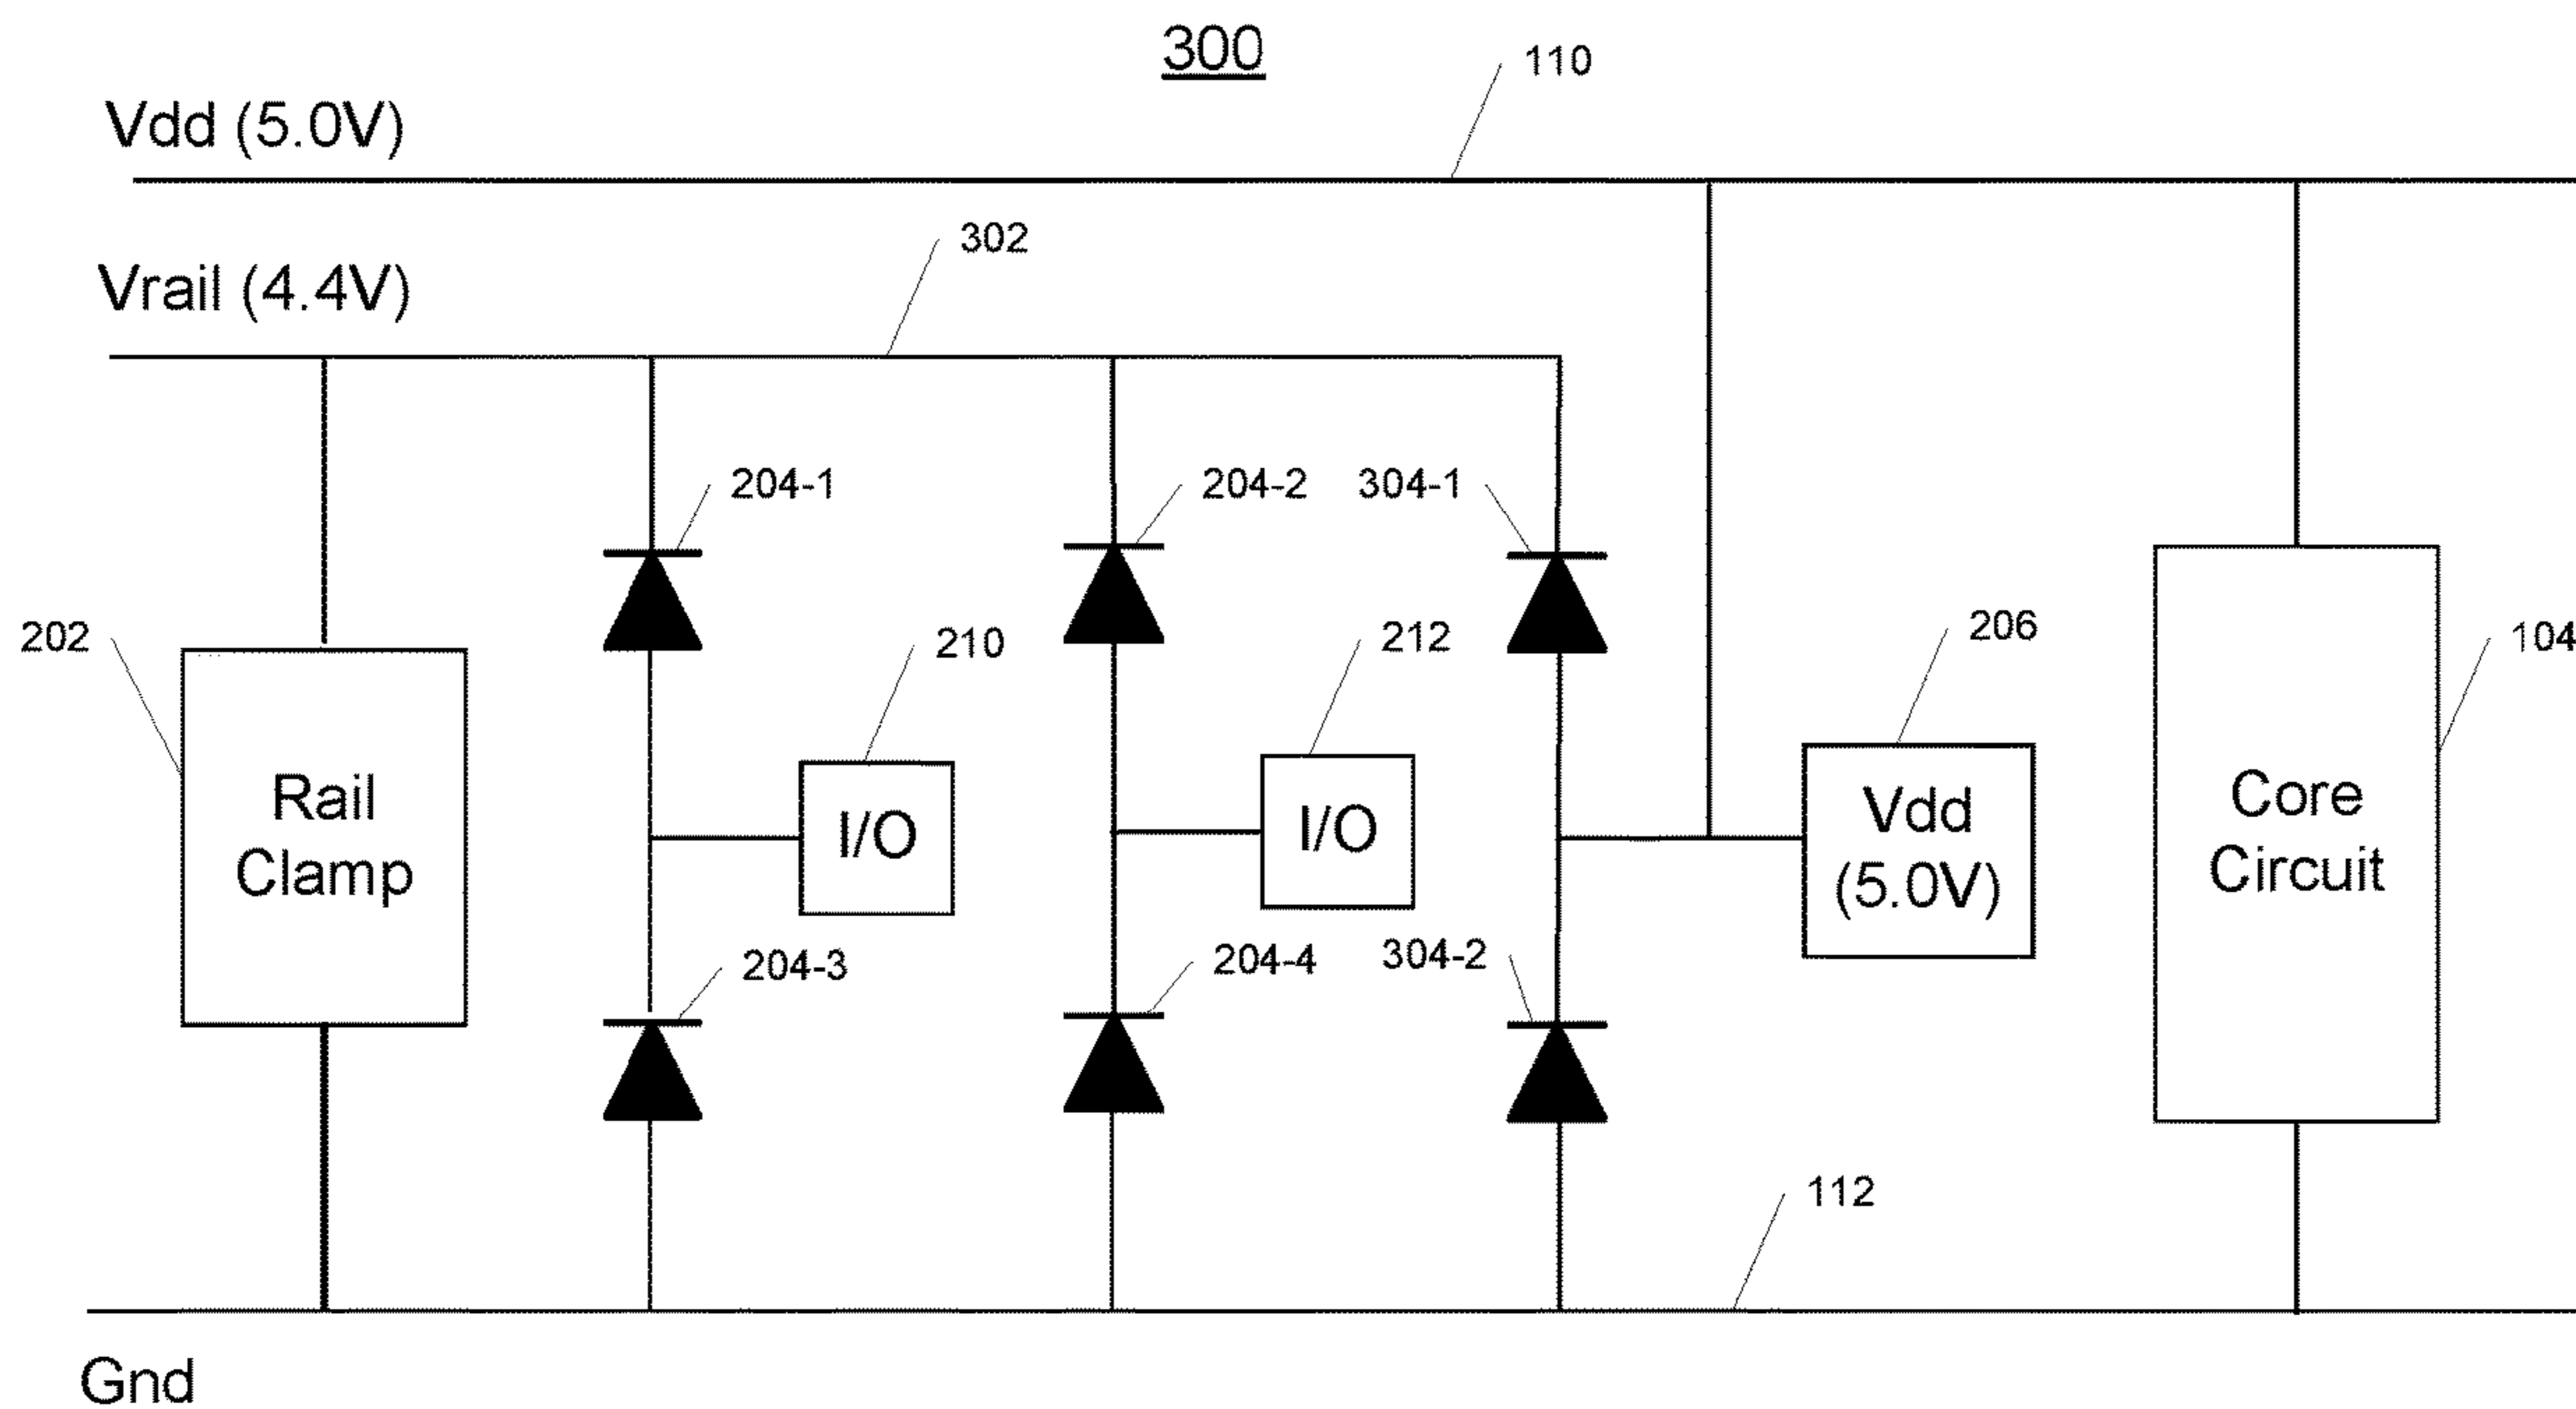 300
110
Vdd (5.0V)
302
Vrail (4.4V)
204-1
204-2
304-1
202
210
212
206
104
Rail
Clamp
I/O
I/O
Vdd
(5.0V)
Core
Circuit
204-3
204-4
304-2
112
Gnd